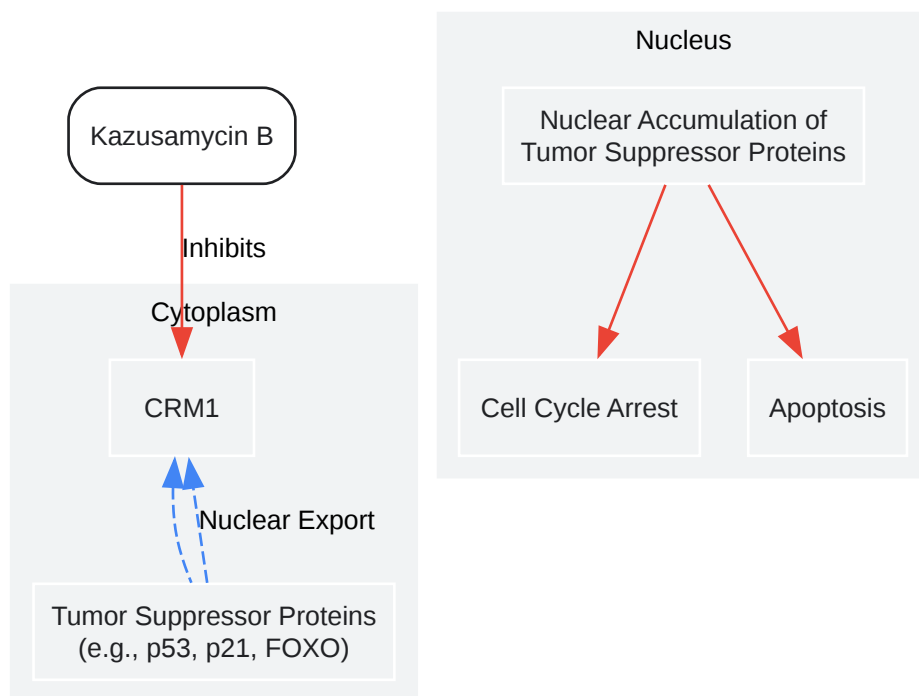 Nucleus
Nuclear Accumulation of
Tumor Suppressor Proteins
Kazusamycin B
Inhibits
Cytoplasm
CRM1
Cell Cycle Arrest
Apoptosis
Nuclear Export
Tumor Suppressor Proteins
(e.g., p53, p21, FOXO)